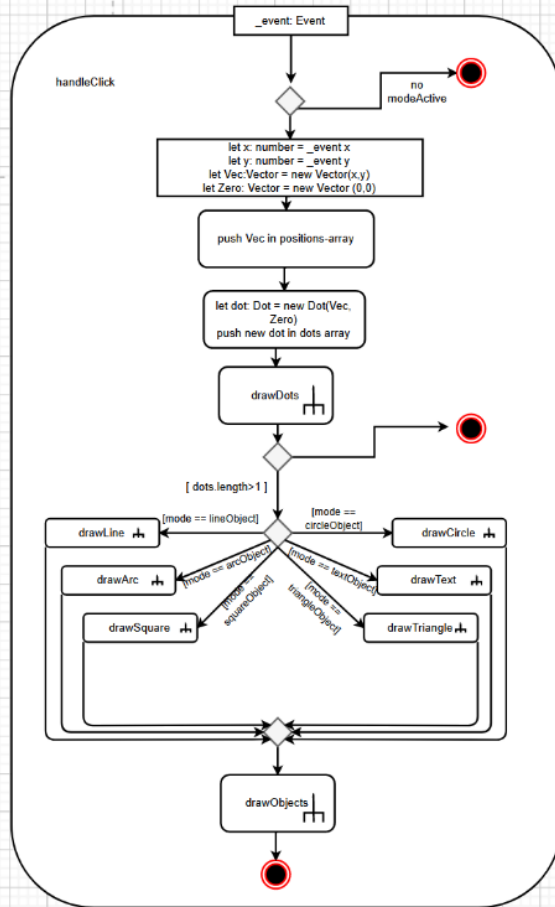 _event: Event
handleClick
no
modeActive
let x: number = _event x
let y: number = _event y
let Vec:Vector = new Vector(x,y)
let Zero: Vector = new Vector (0,0)
push Vec in positions-array
let dot: Dot = new Dot(Vec,
Zero)
push new dot in dots array
drawDots
[ dots.length>1 ]
[mode == lineObject]
[mode ==
circleObject]
drawLine
drawCircle
[mode == arcObject]
[mode == textObject]
drawArc
drawText
[mode ==
squareObject]
[mode ==
triangleObject]
drawSquare
drawTriangle
drawObjects